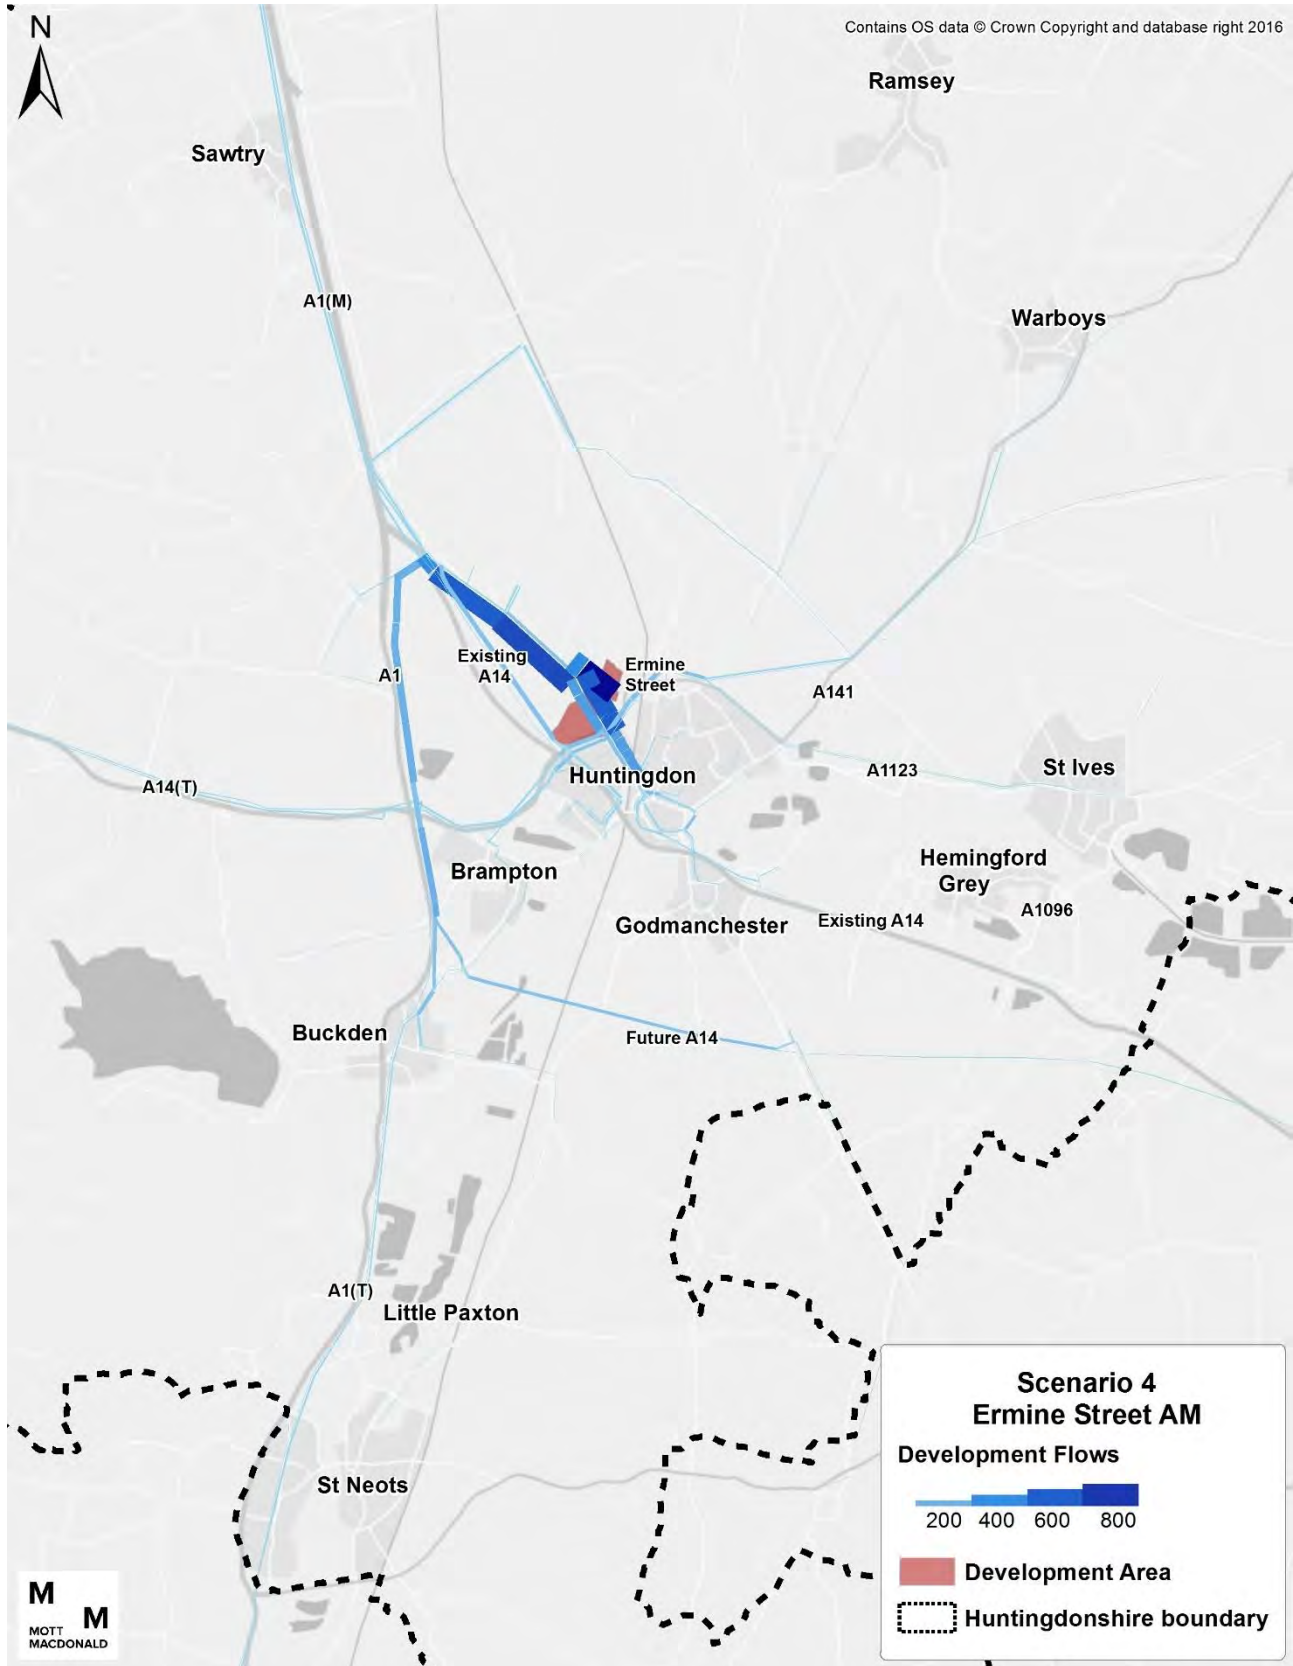 N
Contains OS data © Crown Copyright and database right 2016
Ramsey
Sawtry
A1(M)
Warboys
Existing
A14
Ermine
Street
A1
A141
Huntingdon
A1123
St Ives
A14(T)
Brampton
Hemingford
Grey
A1096
Godmanchester
Existing A14
Buckden
Future A14
A1(T)
Little Paxton
St Neots
Scenario 4
Ermine Street AM
Development Flows
200 400 600 800
Development Area
Huntingdonshire boundary
M
M
MOTT
MACDONALD